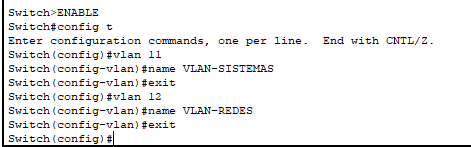 Switch>ENABLE
Switch#config t
Enter configuration commands, one per line.  End with CNTL/Z.
Switch(config)#vlan 11
Switch(config-vlan)#name VLAN-SISTEMAS
Switch(config-vlan)#exit
Switch(config)#vlan 12
Switch(config-vlan)#name VLAN-REDES
Switch(config-vlan)#exit
Switch(config)#